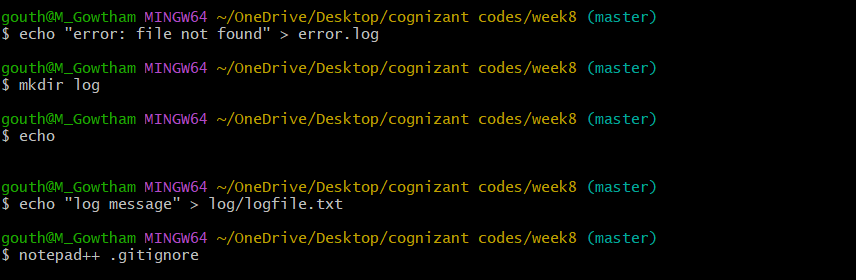 gouth@M_Gowtham MINGW64 ~/OneDrive/Desktop/cognizant codes/week8 (master)
$ echo "error: file not found" > error.log
gouth@M_Gowtham MINGW64 ~/OneDrive/Desktop/cognizant codes/week8 (master)
$ mkdir log
gouth@M_Gowtham MINGW64 ~/OneDrive/Desktop/cognizant codes/week8 (master)
$ echo
gouth@M_Gowtham MINGW64 ~/OneDrive/Desktop/cognizant codes/week8 (master)
$ echo "log message" > log/logfile.txt
gouth@M_Gowtham MINGW64 ~/OneDrive/Desktop/cognizant codes/week8 (master)
$ notepad++ .gitignore